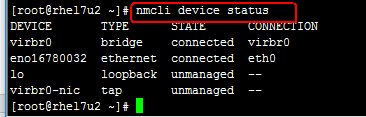 [root@rhel7u2 ~]# nmcli device status
DEVICE TYPE STATE CONNECTION
virbr0 bridge connected virbr0
eno16780032 ethernet connected eth0
lo loopback unmanaged --
virbr0-nic tap unmanaged --
[root@rhel7u2 ~]#